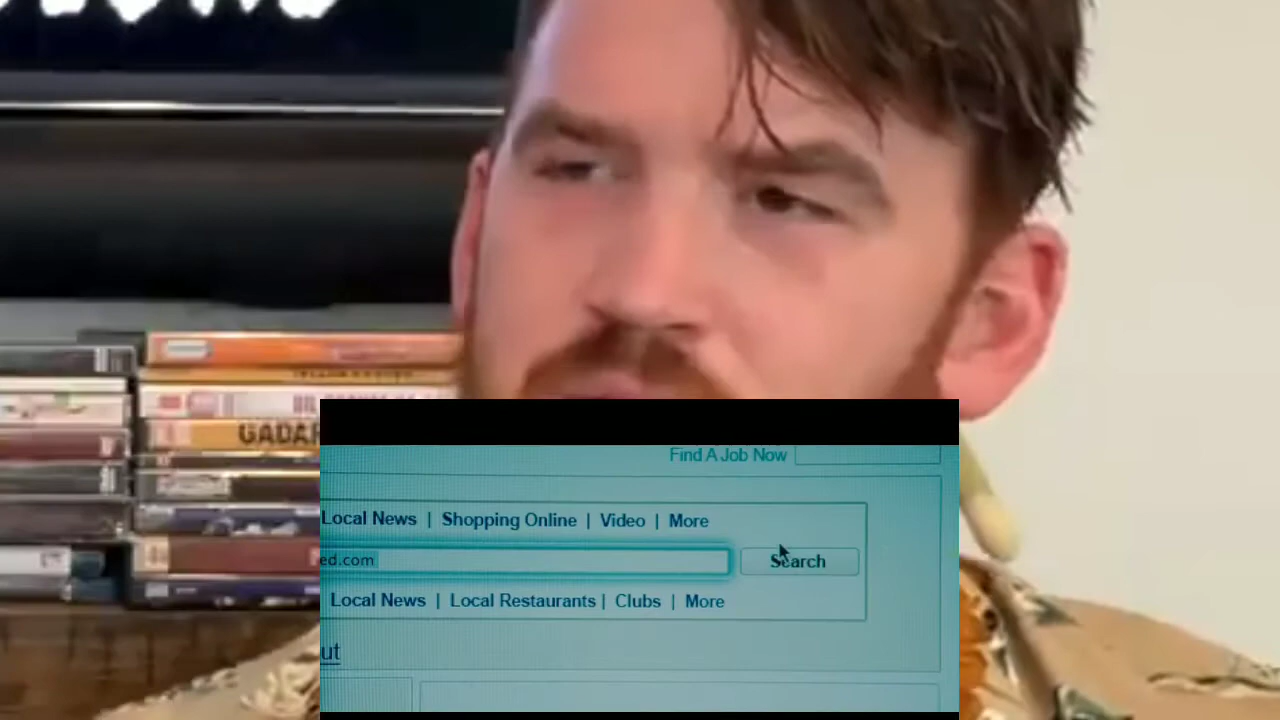 GADAR
Find A Job Now
Local News | Shopping Online | Video | More
ed.com
Search
Local News | Local Restaurants | Clubs | More
ut